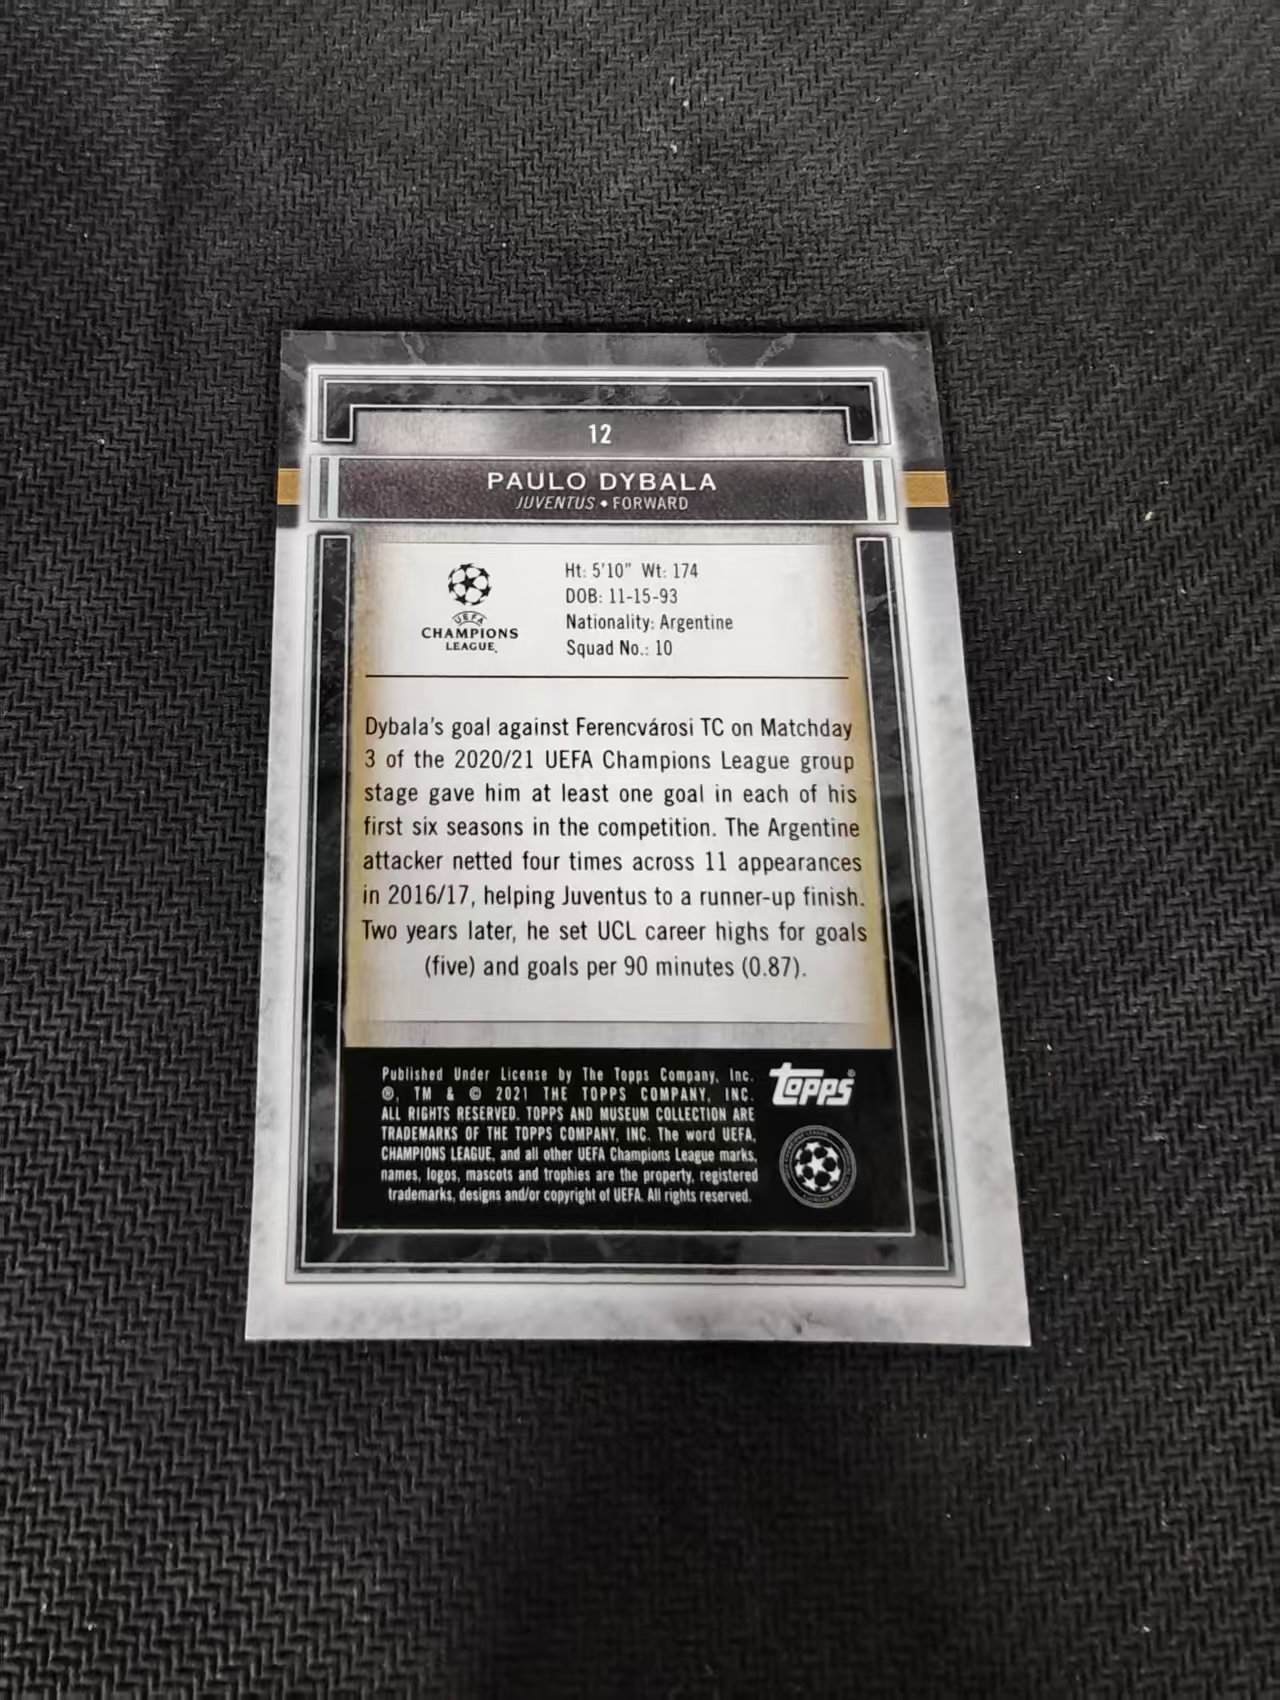 12
PAULO DYBALA
JUVENTUS • FORWARD
UEFA
CHAMPIONS
LEAGUE
Ht: 5'10" Wt: 174
DOB: 11-15-93
Nationality: Argentine
Squad No.: 10
Dybala's goal against Ferencvárosi TC on Matchday
3 of the 2020/21 UEFA Champions League group
stage gave him at least one goal in each of his
first six seasons in the competition. The Argentine
attacker netted four times across 11 appearances
in 2016/17, helping Juventus to a runner-up finish.
Two years later, he set UCL career highs for goals
(five) and goals per 90 minutes (0.87).
Published Under License by The Topps Company, Inc.
®, TM & © 2021 THE TOPPS COMPANY, INC.
ALL RIGHTS RESERVED. TOPPS AND MUSEUM COLLECTION ARE
TRADEMARKS OF THE TOPPS COMPANY, INC. The word UEFA,
CHAMPIONS LEAGUE, and all other UEFA Champions League marks,
names, logos, mascots and trophies are the property, registered
trademarks, designs and/or copyright of UEFA. All rights reserved.
topps®